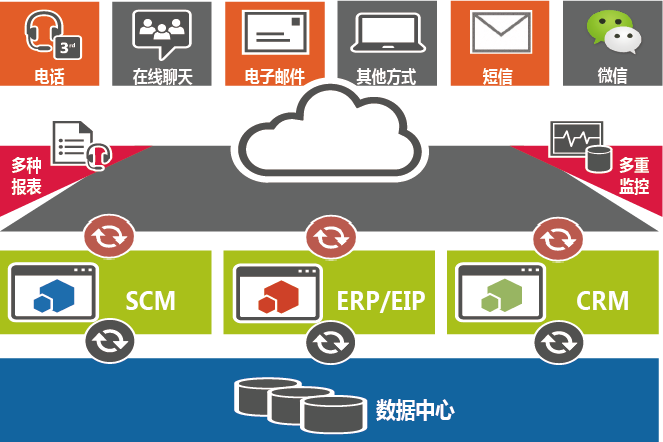 3rd
电话
在线聊天
电子邮件
其他方式
短信
微信
多种
报表
多重
监控
SCM
ERP/EIP
CRM
数据中心